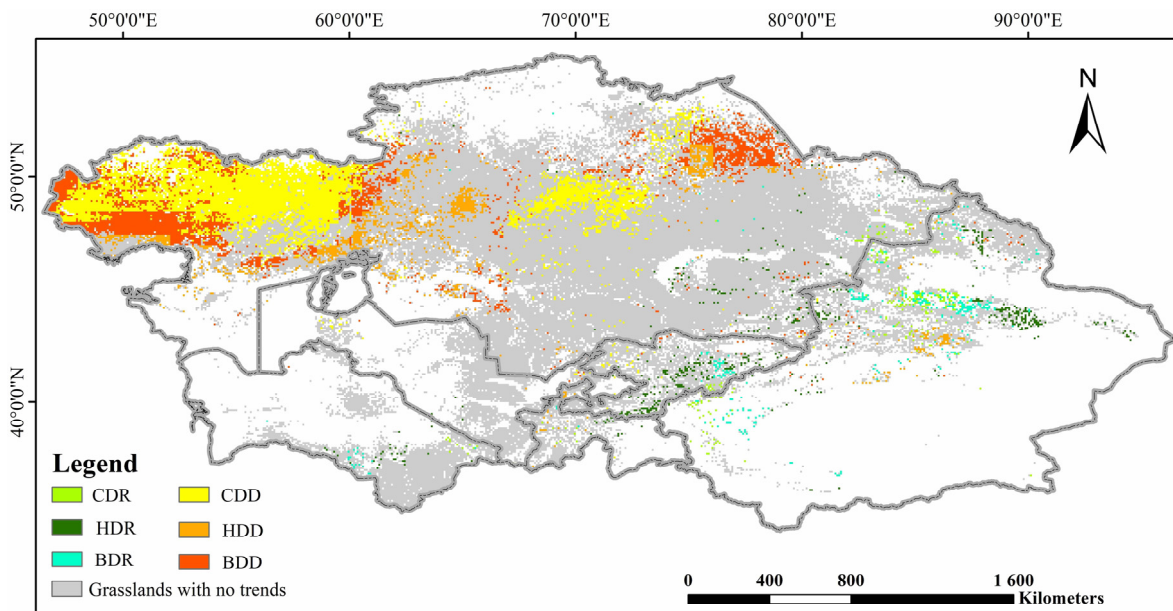 50°0'0"E 60°0'0"E 70°0'0"E 80°0'0"E 90°0'0"E
N
50°0'0"N
40°0'0"N
Legend
CDR CDD
HDR HDD
BDR BDD
Grasslands with no trends
0 400 800 1 600
Kilometers